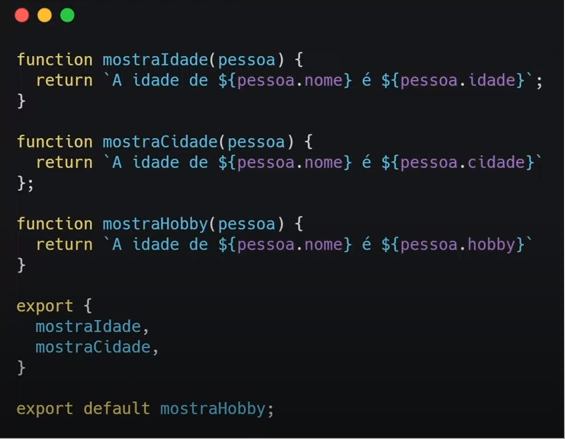 function mostraIdade(pessoa) {
  return `A idade de ${pessoa.nome} é ${pessoa.idade}`;
}

function mostraCidade(pessoa) {
  return `A idade de ${pessoa.nome} é ${pessoa.cidade}`
};

function mostraHobby(pessoa) {
  return `A idade de ${pessoa.nome} é ${pessoa.hobby}`
}

export {
  mostraIdade,
  mostraCidade,
}

export default mostraHobby;